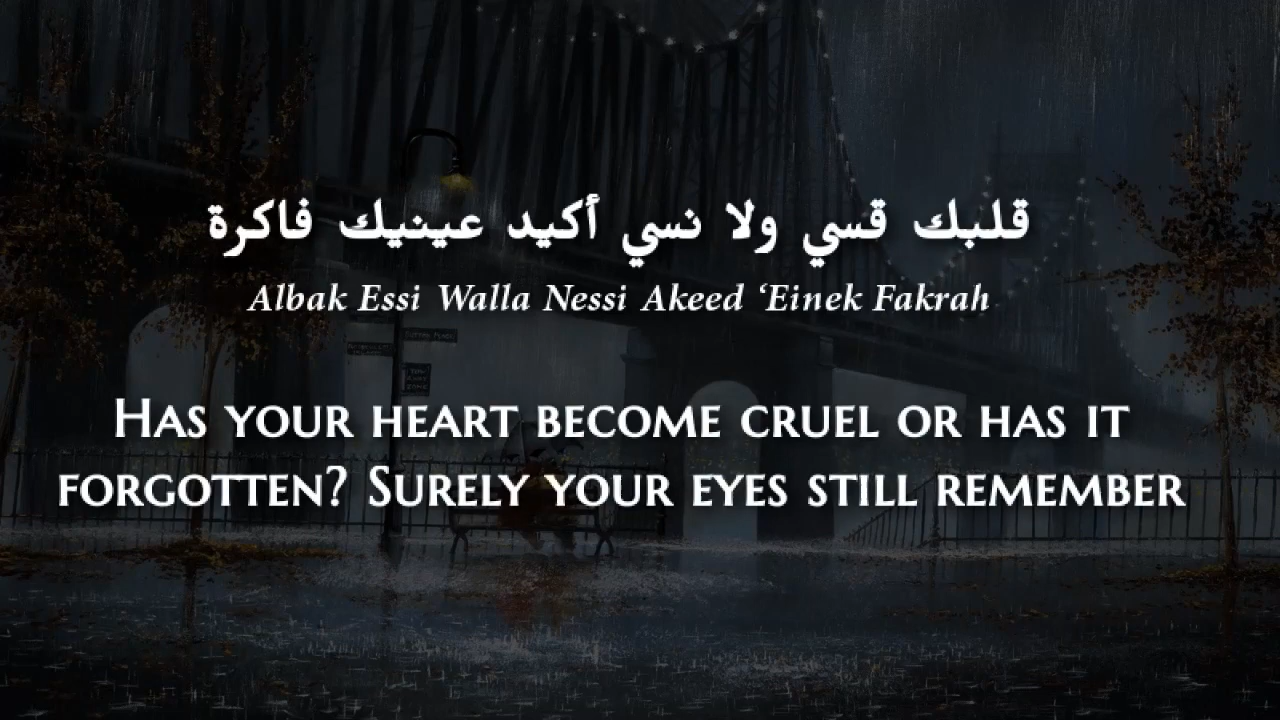 قلبك قسي ولا نسي أكيد عينيك فاكرة
Albak Essi Walla Nessi Akeed ‘Einek Fakrah
Has your heart become cruel or has it
forgotten? Surely your eyes still remember